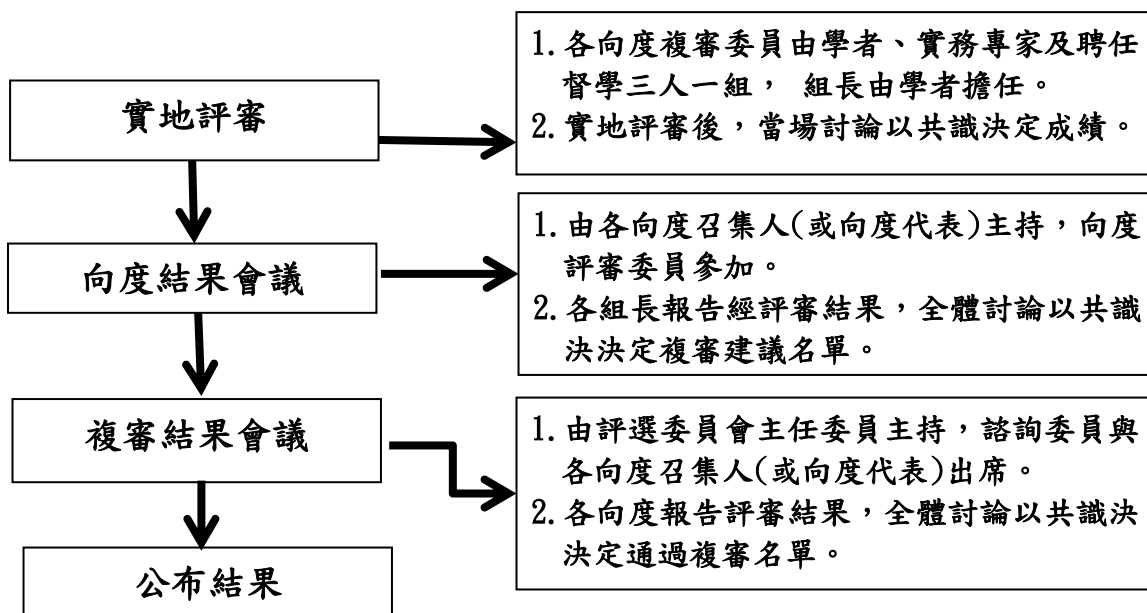 實地評審
1. 各向度複審委員由學者、實務專家及聘任
督學三人一組， 組長由學者擔任。
2. 實地評審後，當場討論以共識決定成績。
向度結果會議
1. 由各向度召集人(或向度代表)主持，向度
評審委員參加。
2. 各組長報告經評審結果，全體討論以共識
決決定複審建議名單。
複審結果會議
1. 由評選委員會主任委員主持，諮詢委員與
各向度召集人(或向度代表)出席。
2. 各向度報告評審結果，全體討論以共識決
決定通過複審名單。
公布結果